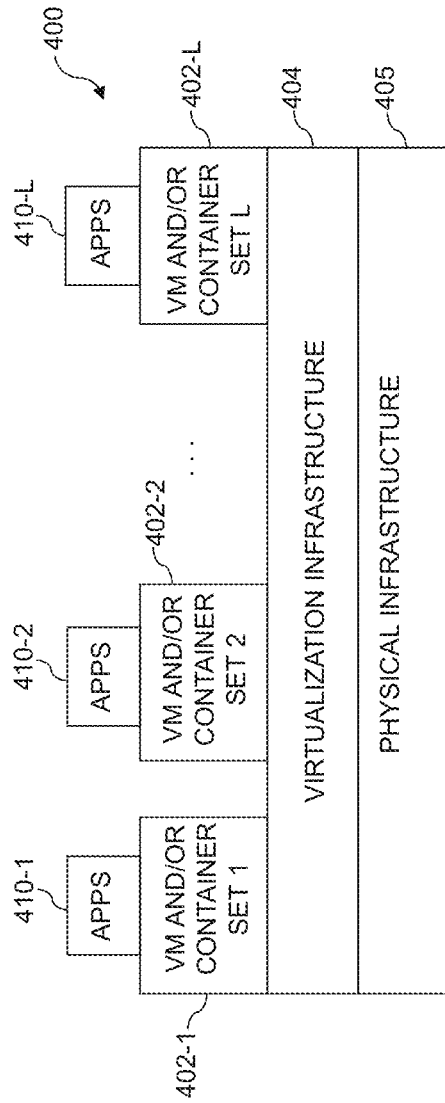 400
410-1
410-2
410-L
APPS
APPS
APPS
402-1
VM AND/OR
CONTAINER
SET 1
VM AND/OR
CONTAINER
SET 2
402-2
. . .
VM AND/OR
CONTAINER
SET L
402-L
VIRTUALIZATION INFRASTRUCTURE
404
PHYSICAL INFRASTRUCTURE
405